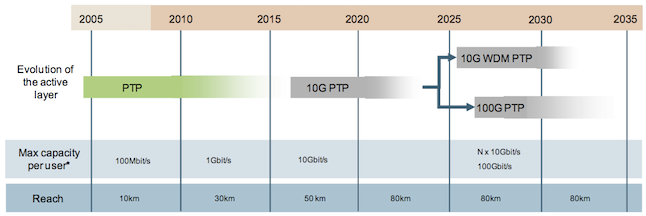 2005 2010 2015 2020 2025 2030 2035
Evolution of
the active
layer
PTP
10G PTP
10G WDM PTP
100G PTP
Max capacity
per user*
100Mbit/s
1Gbit/s
10Gbit/s
N x 10Gbit/s
100Gbit/s
Reach
10km 30km 50 km 80km 80km 80km